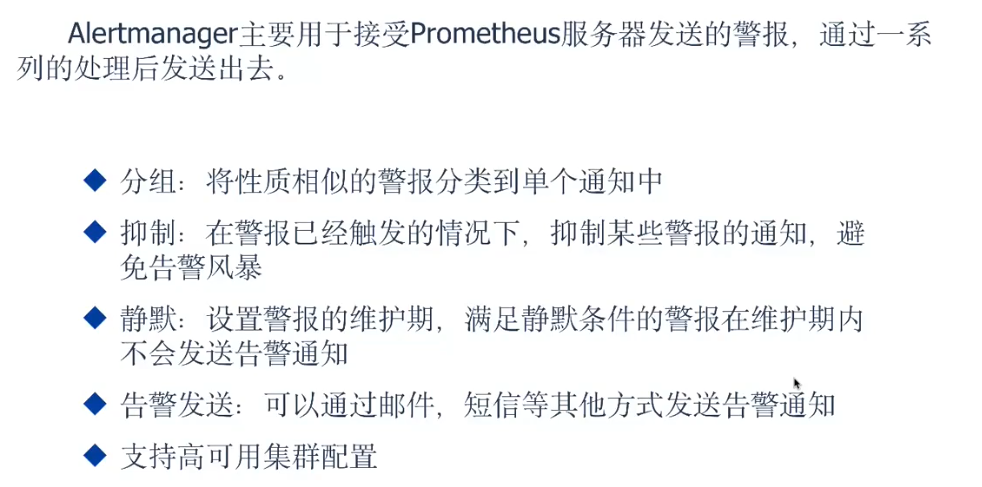 Alertmanager主要用于接受Prometheus服务器发送的警报，通过一系
列的处理后发送出去。
◆ 分组：将性质相似的警报分类到单个通知中
◆ 抑制：在警报已经触发的情况下，抑制某些警报的通知，避
免告警风暴
◆ 静默：设置警报的维护期，满足静默条件的警报在维护期内
不会发送告警通知
◆ 告警发送：可以通过邮件，短信等其他方式发送告警通知
◆ 支持高可用集群配置